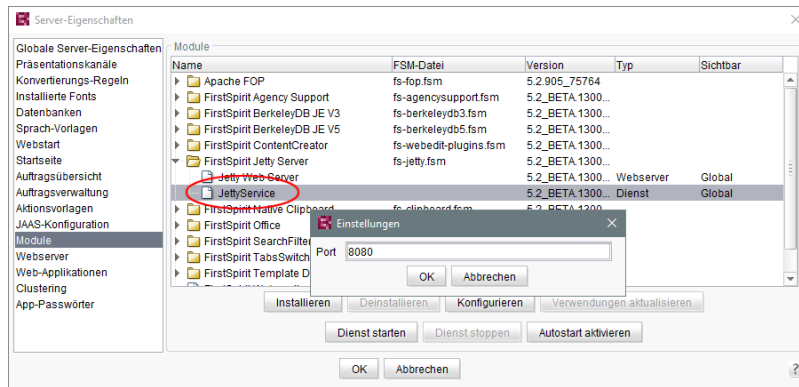 Server-Eigenschaften
Globale Server-Eigenschaften
Präsentationskanäle
Konvertierungs-Regeln
Installierte Fonts
Datenbanken
Sprach-Vorlagen
Webstart
Startseite
Auftragsübersicht
Auftragsverwaltung
Aktionsvorlagen
JAAS-Konfiguration
Module
Webserver
Web-Applikationen
Clustering
App-Passwörter
Module
Name FSM-Datei Version Typ Sichtbar
Apache FOP fs-fop.fsm 5.2.905_75764
FirstSpirit Agency Support fs-agencysupport.fsm 5.2_BETA.1300...
FirstSpirit BerkeleyDB JE V3 fs-berkeleydb3.fsm 5.2_BETA.1300...
FirstSpirit BerkeleyDB JE V5 fs-berkeleydb5.fsm 5.2_BETA.1300...
FirstSpirit ContentCreator fs-webedit-plugins.fsm 5.2_BETA.1300...
FirstSpirit Jetty Server fs-jetty.fsm 5.2_BETA.1300...
Jetty Web Server 5.2_BETA.1300... Webserver Global
JettyService 5.2_BETA.1300... Dienst Global
FirstSpirit Native Clipboard fs-clipboard.fsm 5.2_BETA.1300...
FirstSpirit Office
FirstSpirit SearchFilter
FirstSpirit TabsSwitch
FirstSpirit Template D
Einstellungen
Port 8080
OK Abbrechen
Installieren Deinstallieren Konfigurieren Verwendungen aktualisieren
Dienst starten Dienst stoppen Autostart aktivieren
OK Abbrechen
?